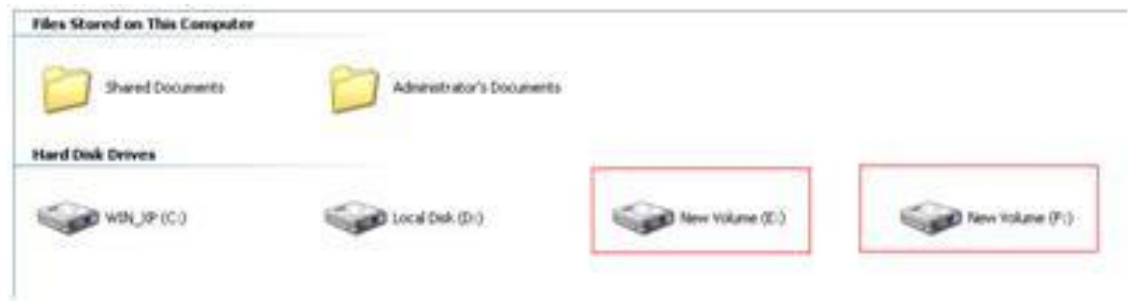 Files Stored on This Computer
Shared Documents Administrator's Documents
Hard Disk Drives
WIN_XP (C:) Local Disk (D:) New Volume (E:) New Volume (F:)